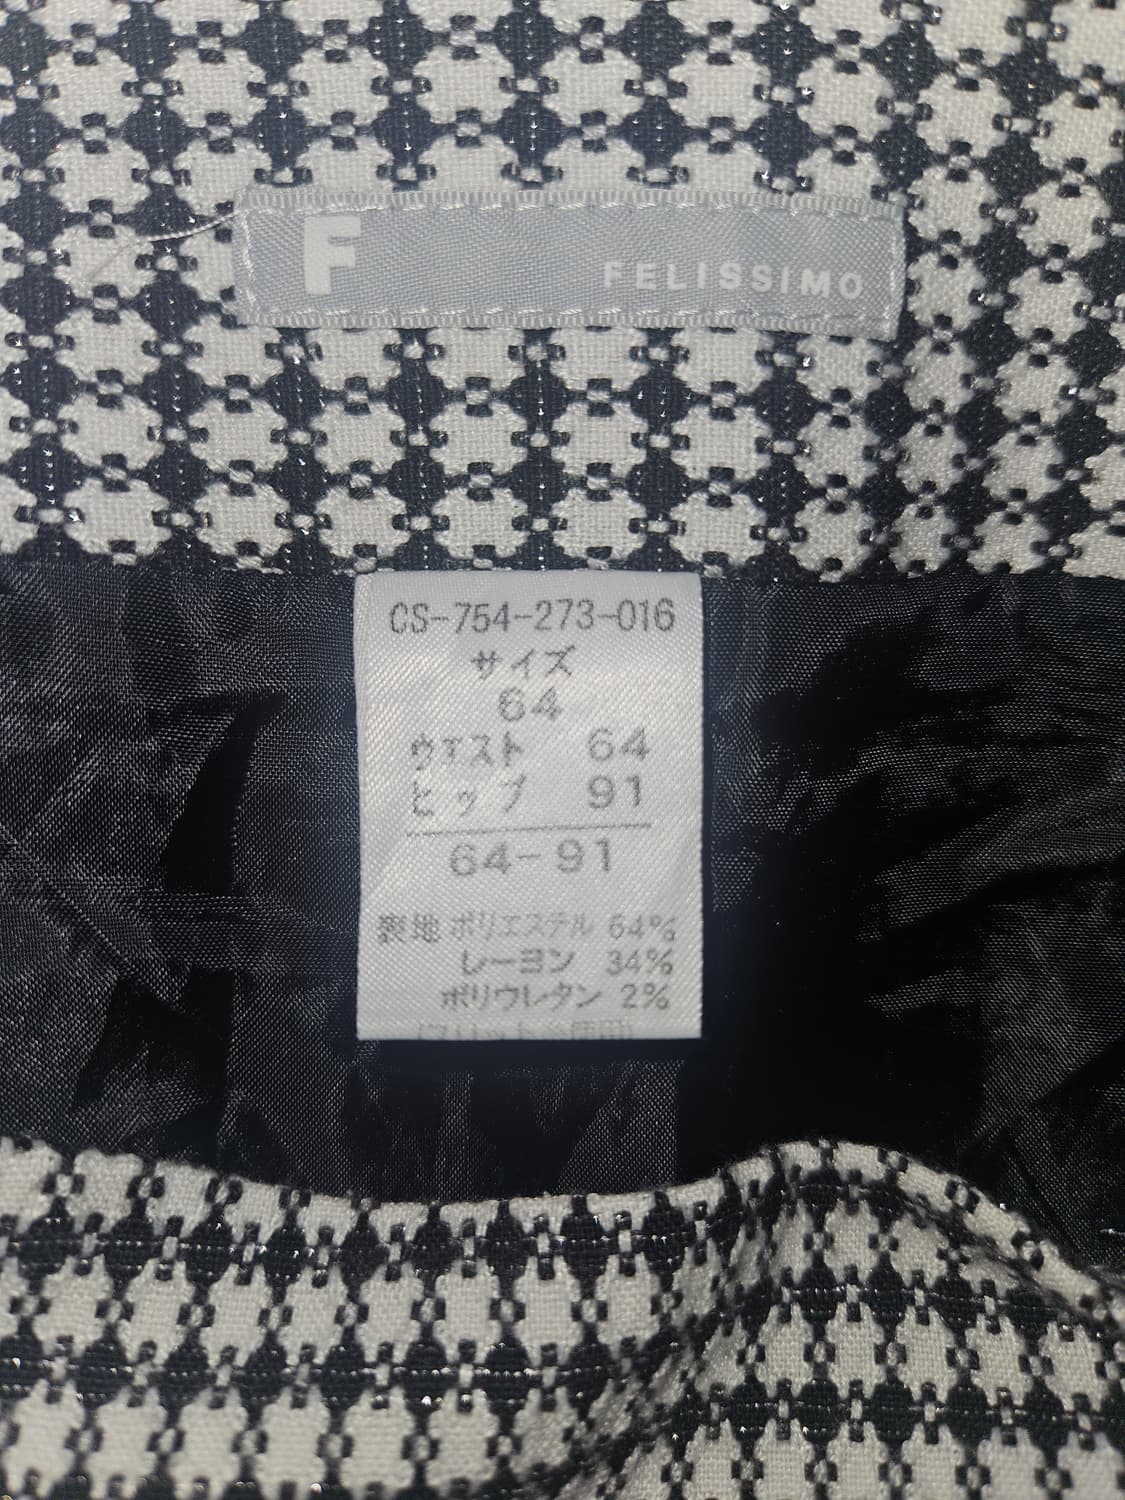 F
FELISSIMO
CS-754-273-016
サイズ
64
ウエスト 64
ヒップ 91
64-91
表地 ポリエステル 64%
レーヨン 34%
ポリウレタン 2%